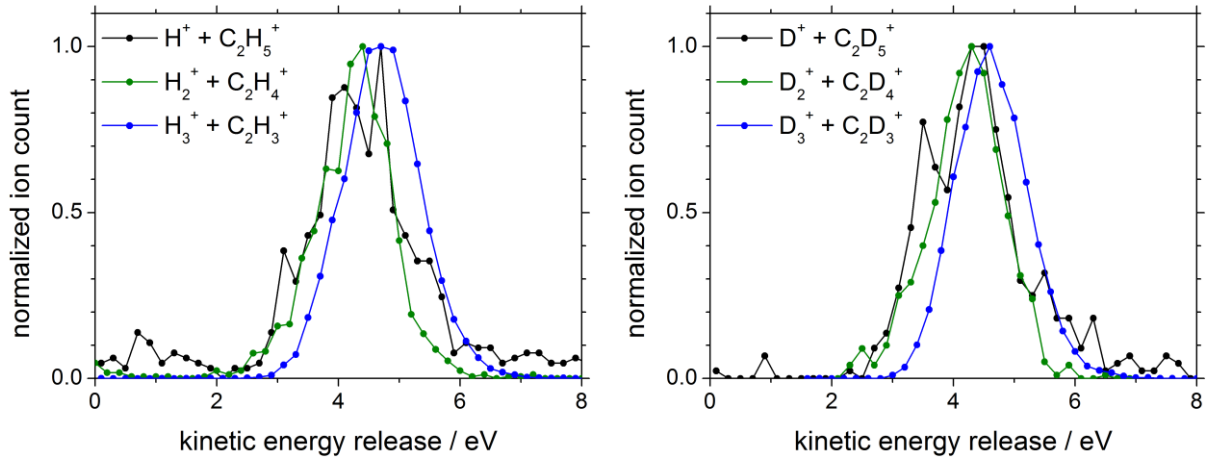 H⁺ + C₂H₅⁺
H₂⁺ + C₂H₄⁺
H₃⁺ + C₂H₃⁺
normalized ion count
1.0
0.5
0.0
0 2 4 6 8
kinetic energy release / eV
D⁺ + C₂D₅⁺
D₂⁺ + C₂D₄⁺
D₃⁺ + C₂D₃⁺
normalized ion count
1.0
0.5
0.0
0 2 4 6 8
kinetic energy release / eV